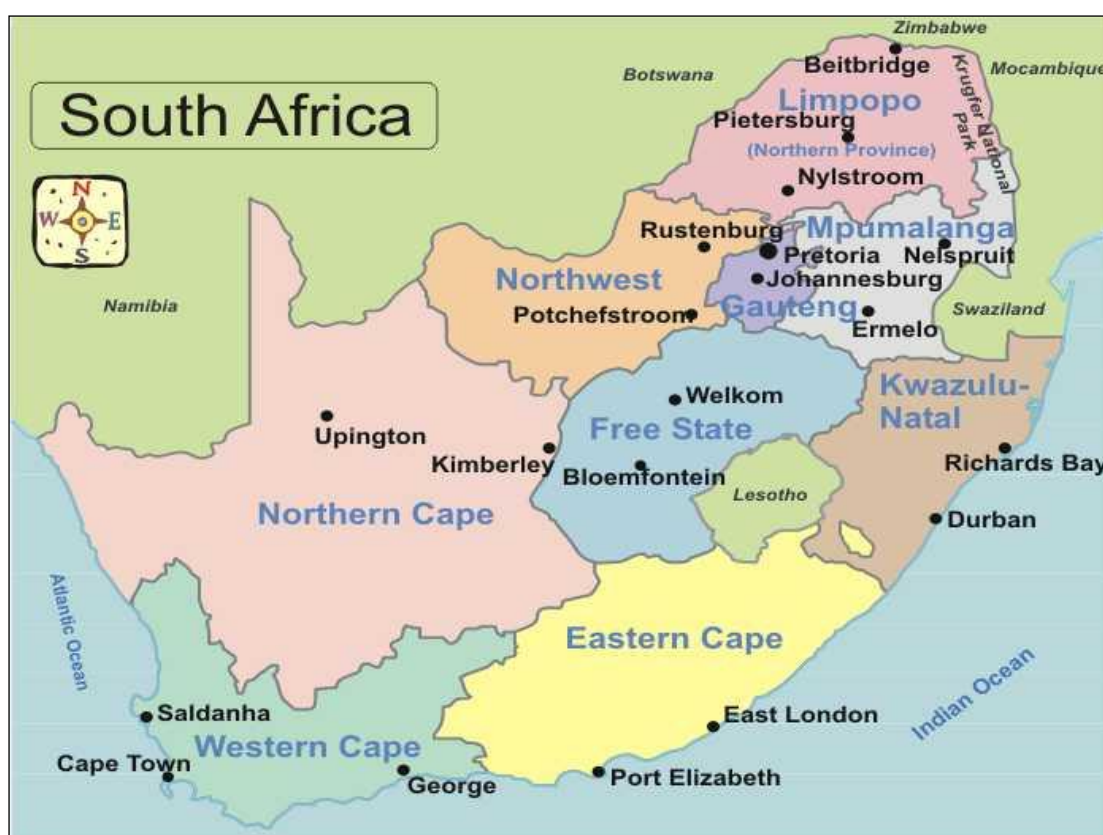 South Africa
N
W E
S
Zimbabwe
Botswana
Mocambique
Beitbridge
Limpopo
Krugfer National
Park
Pietersburg
(Northern Province)
Nylstroom
Rustenburg
Mpumalanga
Pretoria
Nelspruit
Northwest
Johannesburg
Gauteng
Namibia
Potchefstroom
Ermelo
Swaziland
Welkom
Kwazulu-
Natal
Upington
Free State
Kimberley
Bloemfontein
Richards Bay
Lesotho
Northern Cape
Durban
Atlantic Ocean
Eastern Cape
Indian Ocean
Saldanha
East London
Western Cape
Cape Town
George
Port Elizabeth